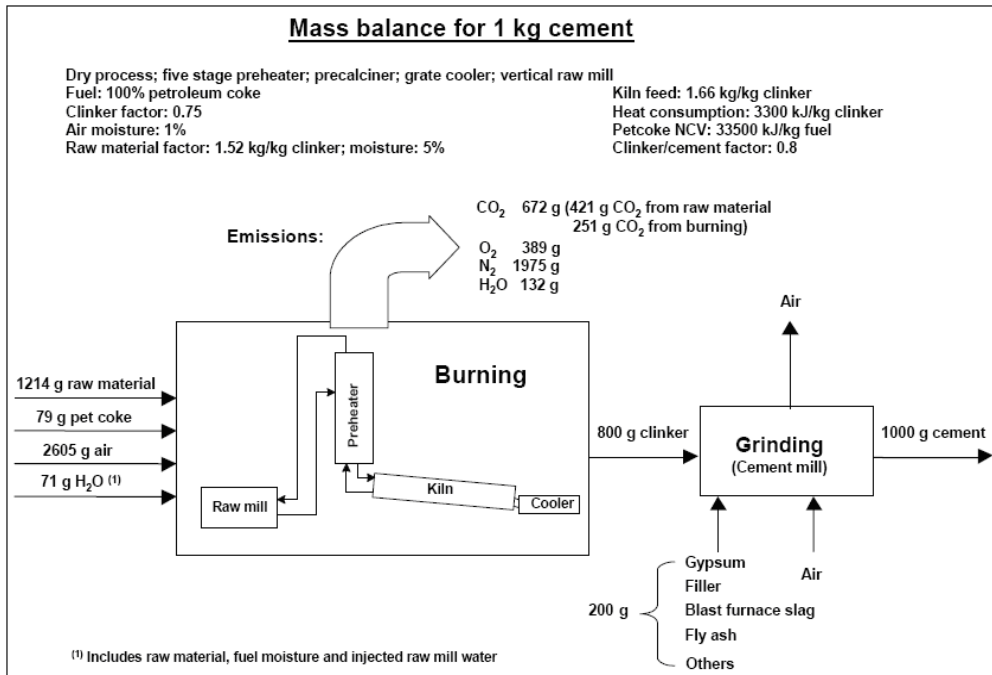 Mass balance for 1 kg cement
Dry process; five stage preheater; precalciner; grate cooler; vertical raw mill
Fuel: 100% petroleum coke
Clinker factor: 0.75
Air moisture: 1%
Raw material factor: 1.52 kg/kg clinker; moisture: 5%
Kiln feed: 1.66 kg/kg clinker
Heat consumption: 3300 kJ/kg clinker
Petcoke NCV: 33500 kJ/kg fuel
Clinker/cement factor: 0.8
Emissions:
CO₂ 672 g (421 g CO₂ from raw material
251 g CO₂ from burning)
O₂ 389 g
N₂ 1975 g
H₂O 132 g
1214 g raw material
79 g pet coke
2605 g air
71 g H₂O ⁽¹⁾
Burning
Preheater
Raw mill
Kiln
Cooler
800 g clinker
Air
Grinding
(Cement mill)
1000 g cement
200 g
Gypsum
Filler
Blast furnace slag
Fly ash
Others
Air
⁽¹⁾ Includes raw material, fuel moisture and injected raw mill water